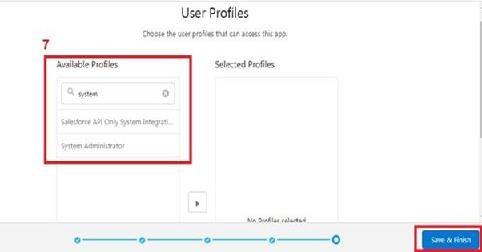 User Profiles
Choose the user profiles that can access this app.
7
Available Profiles
Selected Profiles
system
Salesforce API Only System Integrati...
System Administrator
No Profiles selected
Save & Finish